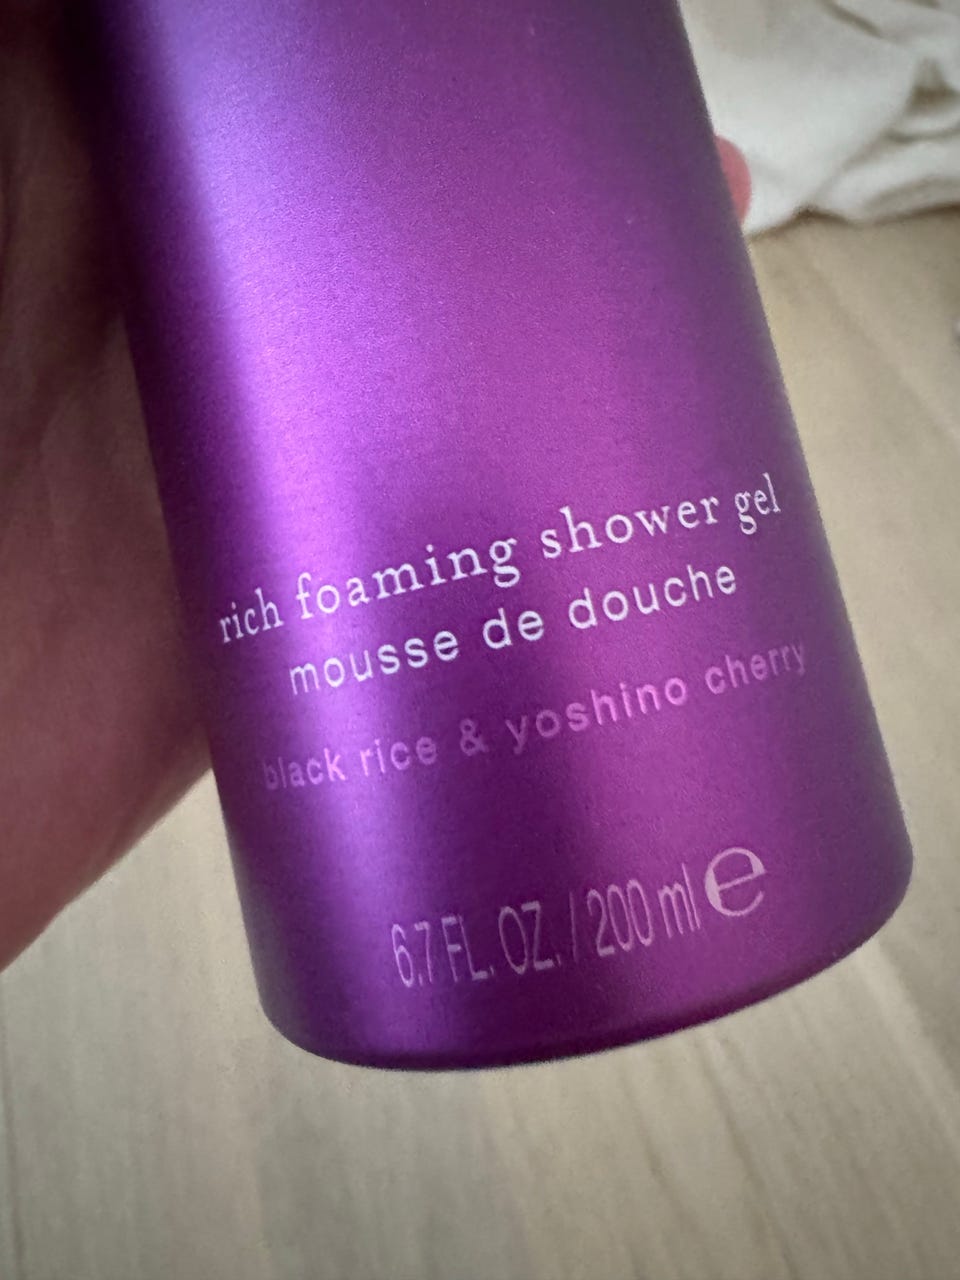 rich foaming shower gel
mousse de douche
black rice & yoshino cherry
6.7 FL. OZ. / 200 ml ℮